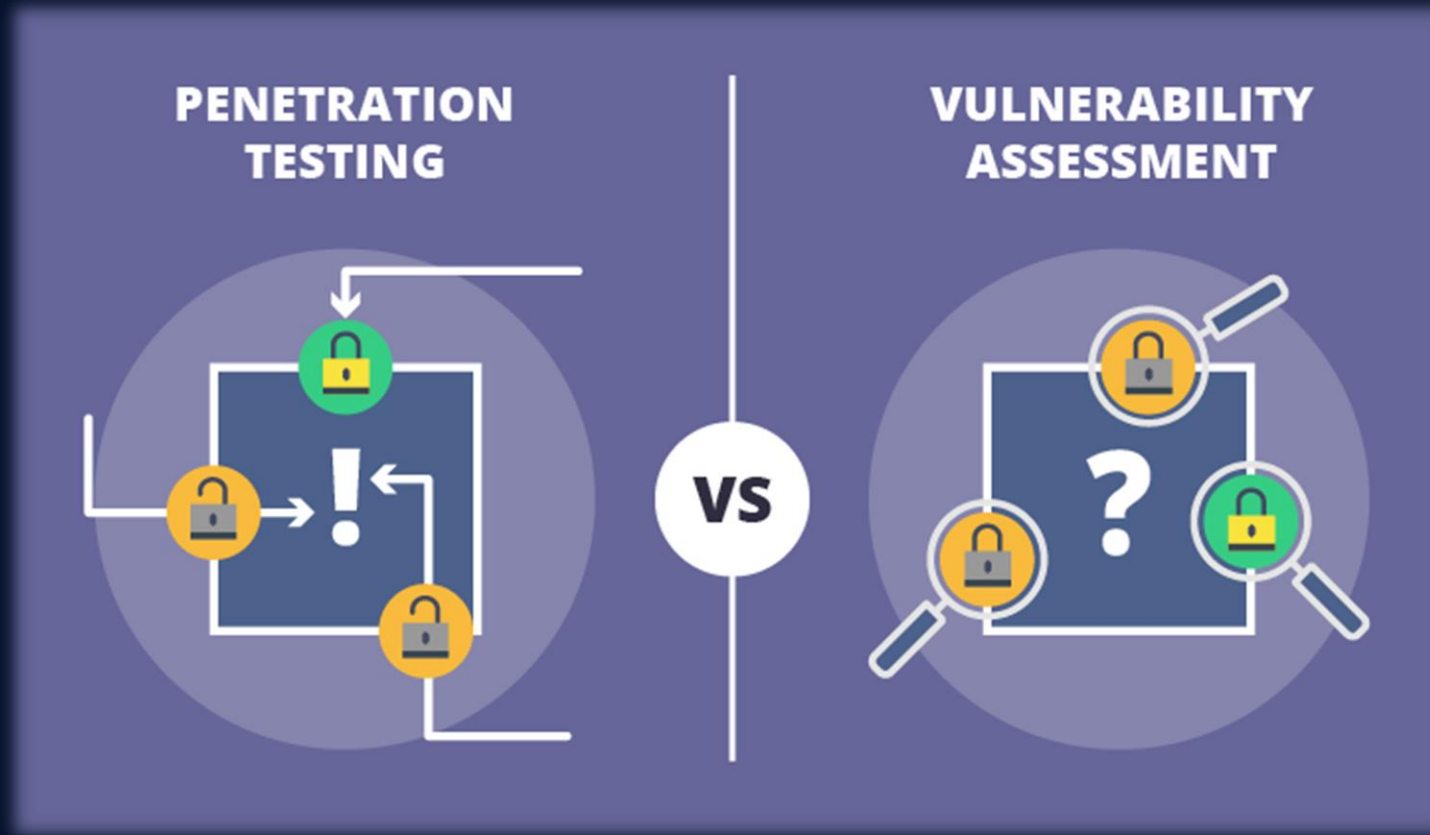 PENETRATION
TESTING
!
VS
VULNERABILITY
ASSESSMENT
?